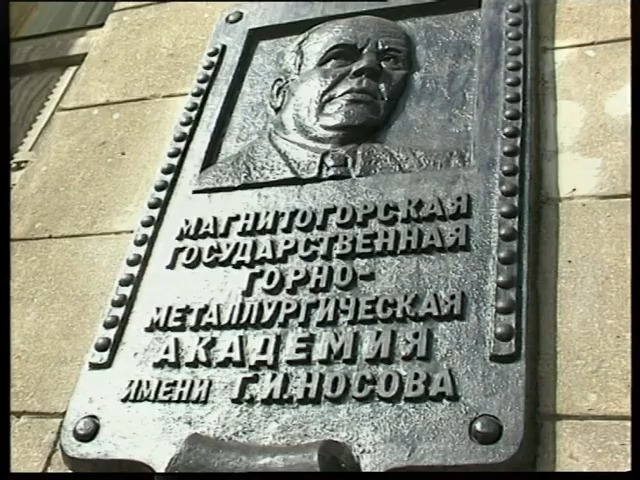 МАГНИТОГОРСКАЯ
ГОСУДАРСТВЕННАЯ
ГОРНО-
МЕТАЛЛУРГИЧЕСКАЯ
АКАДЕМИЯ
ИМЕНИ Г.И.НОСОВА